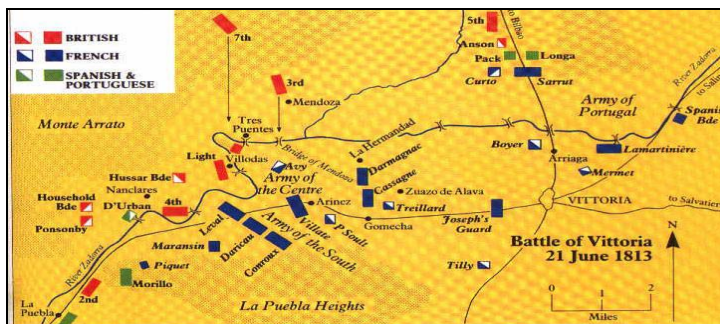 BRITISH
FRENCH
SPANISH &
PORTUGUESE
7th
5th
to Bilbio
Anson
Pack
Longa
Curto
Sarrut
3rd
Mendoza
Monte Arrato
Tres
Puentes
Bridge of Mendoza
La Hermandad
Army of
Portugal
River Zadorra
to Salinas
Spanish
Bde
Light
Villodas
Avy
Army of
the Centre
Darmagnac
Cassagne
Boyer
Arriaga
Lamartinière
Mermet
Hussar Bde
Nanclares
Household
Bde
D'Urban
4th
Ponsonby
Zuazo de Alava
Arinez
Treillard
Gomecha
Joseph's
Guard
VITTORIA
to Salvatierra
Leval
Daricau
Conroux
Villate
P Soult
Army of the South
Maransin
Piquet
Morillo
River Zadorra
2nd
La
Puebla
La Puebla Heights
Tilly
Battle of Vittoria
21 June 1813
N
0 1 2
Miles